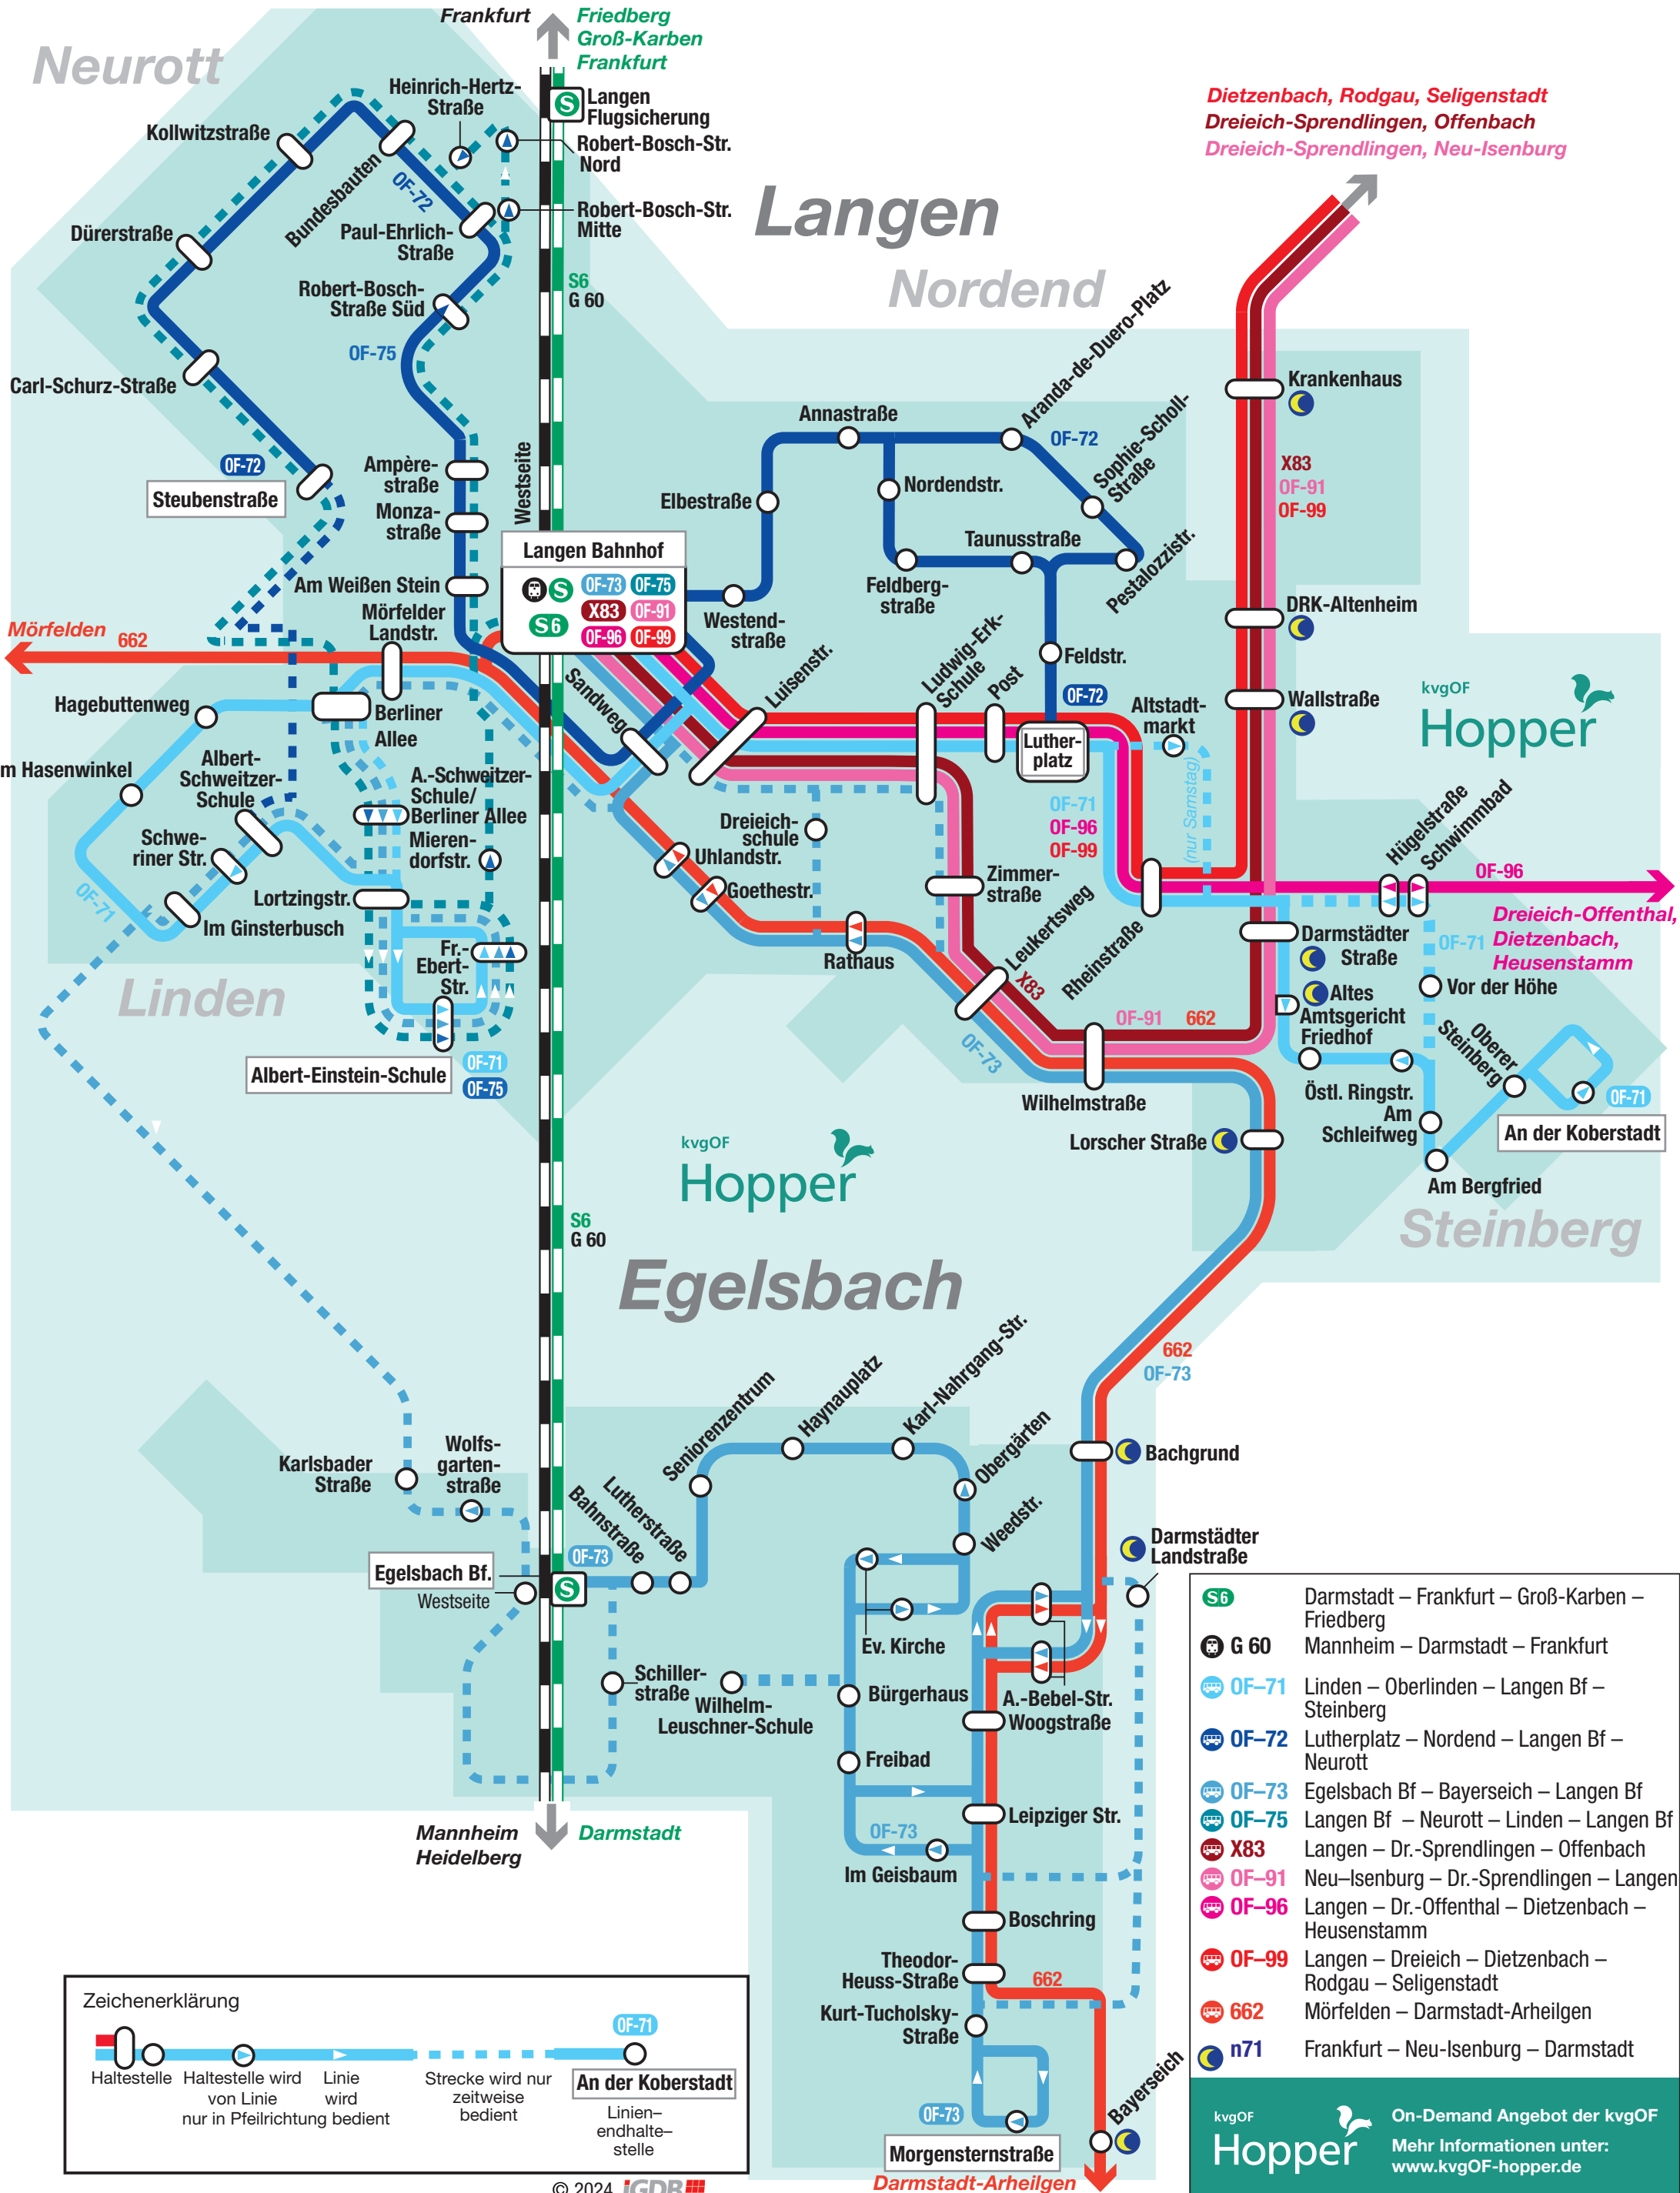 Frankfurt
Friedberg
Groß-Karben
Frankfurt
Neurott
Heinrich-Hertz-
Straße
S
Langen
Flugsicherung
Robert-Bosch-Str.
Nord
Robert-Bosch-Str.
Mitte
Kollwitzstraße
Bundesbauten
OF-72
Paul-Ehrlich-
Straße
Dürerstraße
Robert-Bosch-
Straße Süd
OF-75
Carl-Schurz-Straße
OF-72
Steubenstraße
S6
G 60
Langen
Nordend
Dietzenbach, Rodgau, Seligenstadt
Dreieich-Sprendlingen, Offenbach
Dreieich-Sprendlingen, Neu-Isenburg
Ampère-
straße
Monza-
straße
Am Weißen Stein
Mörfelder
Landstr.
Westseite
Langen Bahnhof
S
OF-73
OF-75
X83
OF-91
S6
OF-96
OF-99
Annastraße
Aranda-de-Duero-Platz
OF-72
Sophie-Scholl-
Straße
Elbestraße
Nordendstr.
Taunusstraße
Pestalozzistr.
Feldberg-
straße
Westend-
straße
Feldstr.
OF-72
Krankenhaus
X83
OF-91
OF-99
DRK-Altenheim
Wallstraße
kvgOF
Hopper
Mörfelden
662
Hagebuttenweg
Berliner
Allee
m Hasenwinkel
Albert-
Schweitzer-
Schule
A.-Schweitzer-
Schule/
Berliner Allee
Mieren-
dorfstr.
Schwe-
riner Str.
Lortzingstr.
OF-71
Im Ginsterbusch
Fr.-
Ebert-
Str.
Linden
Albert-Einstein-Schule
OF-71
OF-75
Sandweg
Luisenstr.
Ludwig-Erk-
Schule
Post
Luther-
platz
Altstadt-
markt
(nur Samstag)
OF-71
OF-96
OF-99
Dreieich-
schule
Uhlandstr.
Goethestr.
Rathaus
Zimmer-
straße
Leukertsweg
X83
Rheinstraße
OF-91
662
OF-73
Wilhelmstraße
Hügelstraße
Schwimmbad
OF-96
Dreieich-Offenthal,
Dietzenbach,
Heusenstamm
Darmstädter
Straße
OF-71
Vor der Höhe
Altes
Amtsgericht
Friedhof
Oberer
Steinberg
Östl. Ringstr.
Am
Schleifweg
OF-71
An der Koberstadt
Am Bergfried
Steinberg
Lorscher Straße
kvgOF
Hopper
S6
G 60
Egelsbach
662
OF-73
Karlsbader
Straße
Wolfs-
garten-
straße
Egelsbach Bf.
Westseite
S
OF-73
Bahnstraße
Lutherstraße
Seniorenzentrum
Haynauplatz
Karl-Nahrgang-Str.
Obergärten
Weedstr.
Bachgrund
Darmstädter
Landstraße
Ev. Kirche
Schiller-
straße
Wilhelm-
Leuschner-Schule
Bürgerhaus
A.-Bebel-Str.
Woogstraße
Freibad
Leipziger Str.
OF-73
Im Geisbaum
Boschring
Theodor-
Heuss-Straße
662
Kurt-Tucholsky-
Straße
OF-73
Morgensternstraße
Bayerseich
Darmstadt-Arheilgen
Mannheim
Heidelberg
Darmstadt
S6 Darmstadt – Frankfurt – Groß-Karben –
Friedberg
G 60 Mannheim – Darmstadt – Frankfurt
OF–71 Linden – Oberlinden – Langen Bf –
Steinberg
OF–72 Lutherplatz – Nordend – Langen Bf –
Neurott
OF–73 Egelsbach Bf – Bayerseich – Langen Bf
OF–75 Langen Bf – Neurott – Linden – Langen Bf
X83 Langen – Dr.-Sprendlingen – Offenbach
OF–91 Neu–Isenburg – Dr.-Sprendlingen – Langen
OF–96 Langen – Dr.-Offenthal – Dietzenbach –
Heusenstamm
OF–99 Langen – Dreieich – Dietzenbach –
Rodgau – Seligenstadt
662 Mörfelden – Darmstadt-Arheilgen
n71 Frankfurt – Neu-Isenburg – Darmstadt
kvgOF
Hopper
On-Demand Angebot der kvgOF
Mehr Informationen unter:
www.kvgOF-hopper.de
Zeichenerklärung
OF-71
Haltestelle
Haltestelle wird
von Linie
Linie
wird
nur in Pfeilrichtung bedient
Strecke wird nur
zeitweise
bedient
An der Koberstadt
Linien–
endhalte–
stelle
© 2024 iGDB